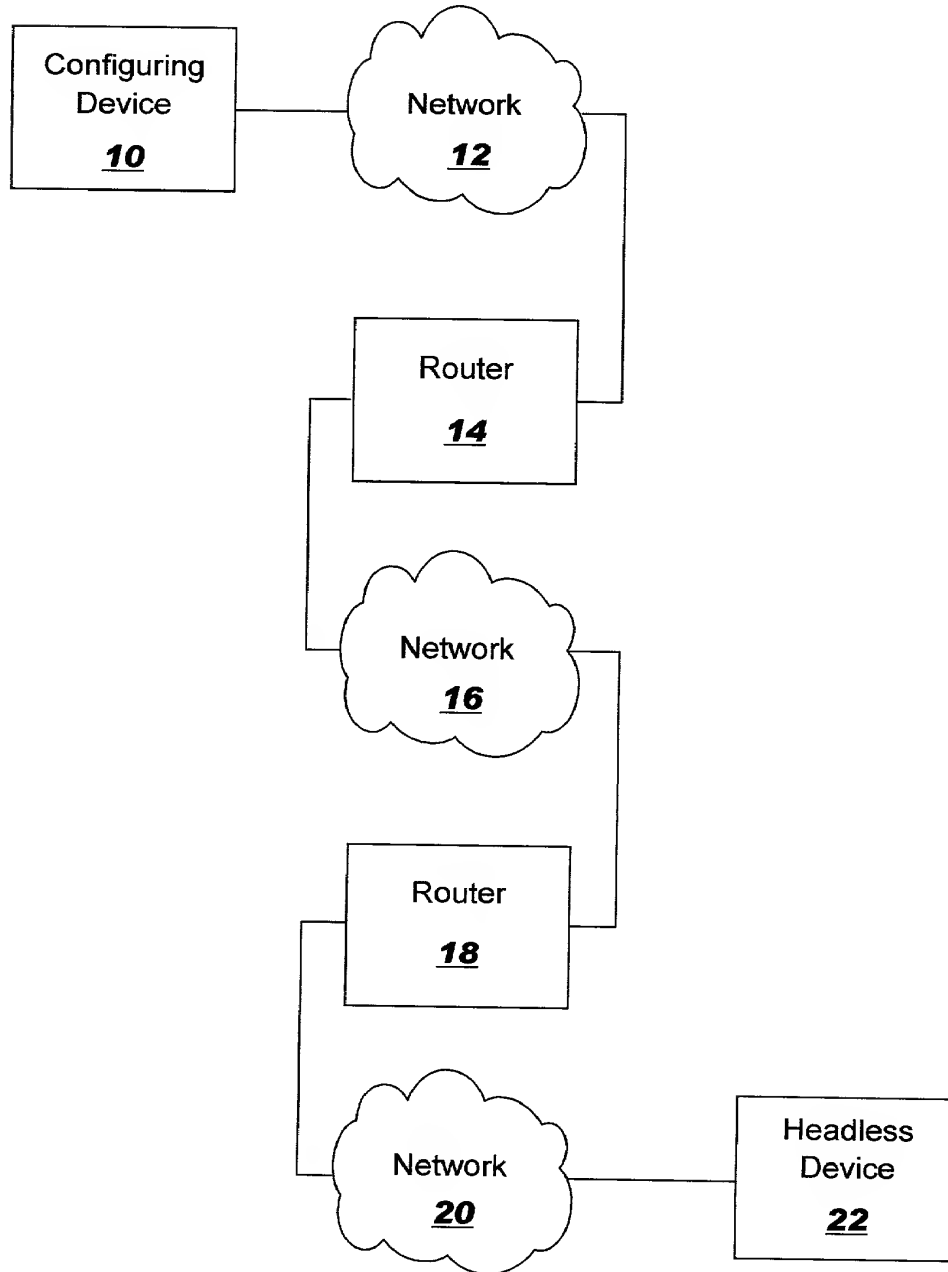 Configuring
Device
10
Network
12
Router
14
Network
16
Router
18
Network
20
Headless
Device
22